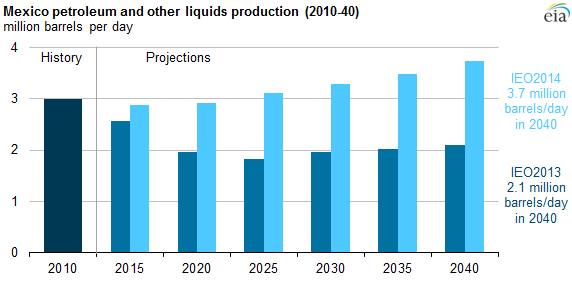 Mexico petroleum and other liquids production (2010-40)
million barrels per day
eia
4
3
2
1
0
History
Projections
2010
2015
2020
2025
2030
2035
2040
IEO2014
3.7 million
barrels/day
in 2040
IEO2013
2.1 million
barrels/day
in 2040